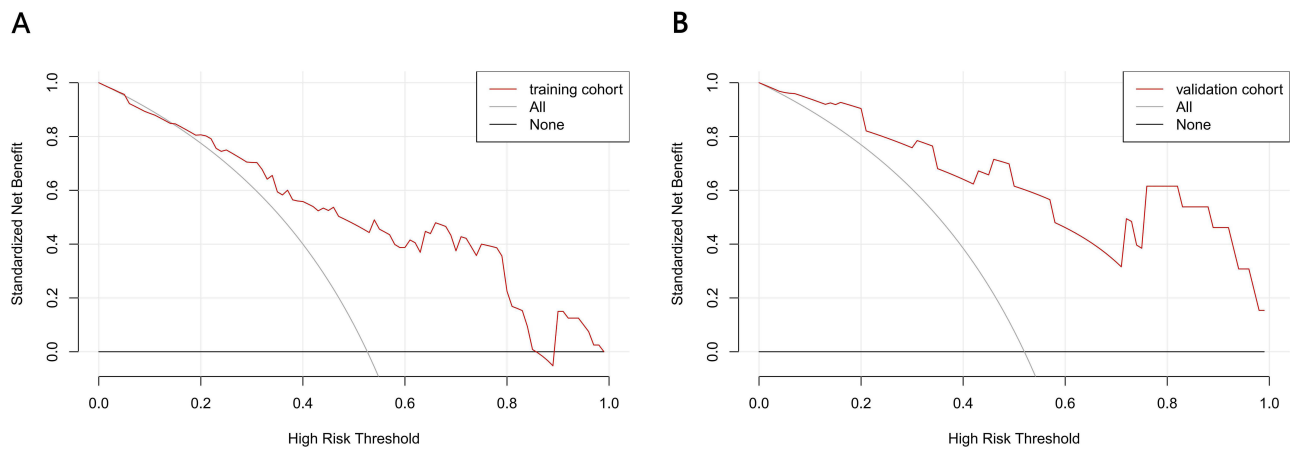 A
Standardized Net Benefit
1.0
0.8
0.6
0.4
0.2
0.0
training cohort
All
None
0.0 0.2 0.4 0.6 0.8 1.0
High Risk Threshold
B
Standardized Net Benefit
1.0
0.8
0.6
0.4
0.2
0.0
validation cohort
All
None
0.0 0.2 0.4 0.6 0.8 1.0
High Risk Threshold